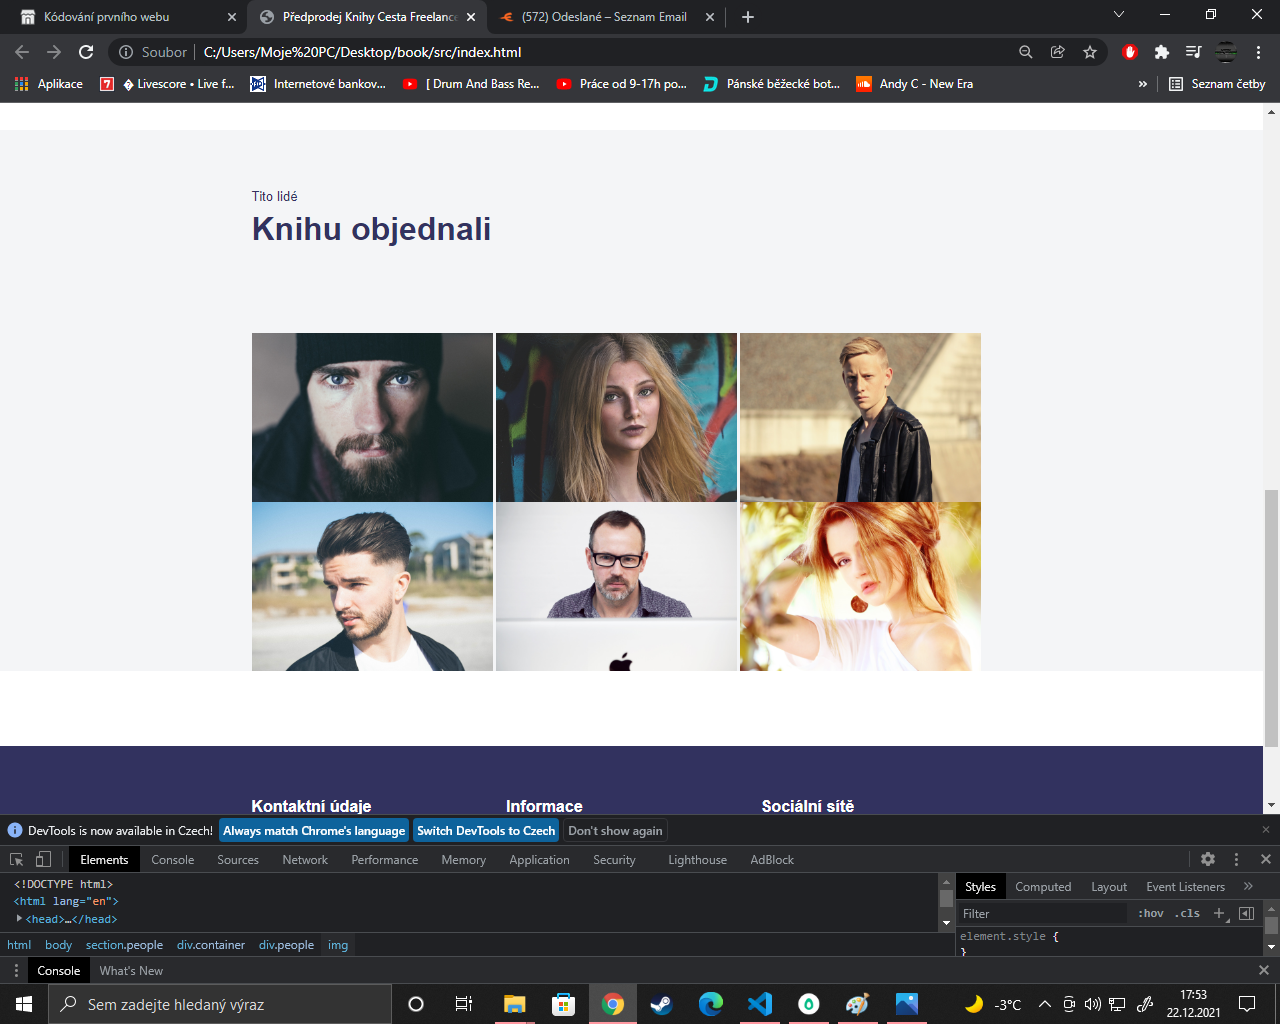 Kódování prvního webu
Předprodej Knihy Cesta Freelance
(572) Odeslané – Seznam Email
Soubor
C:/Users/Moje%20PC/Desktop/book/src/index.html
Aplikace
� Livescore • Live f...
Internetové bankov...
[ Drum And Bass Re...
Práce od 9-17h po...
Pánské běžecké bot...
Andy C - New Era
»
Seznam četby
Tito lidé
Knihu objednali
Kontaktní údaje
Informace
Sociální sítě
DevTools is now available in Czech!
Always match Chrome's language
Switch DevTools to Czech
Don't show again
Elements
Console
Sources
Network
Performance
Memory
Application
Security
Lighthouse
AdBlock
<!DOCTYPE html>
<html lang="en">
<head>…</head>
Styles
Computed
Layout
Event Listeners
»
Filter
:hov
.cls
element.style {
}
html
body
section.people
div.container
div.people
img
Console
What's New
Sem zadejte hledaný výraz
-3°C
17:53
22.12.2021